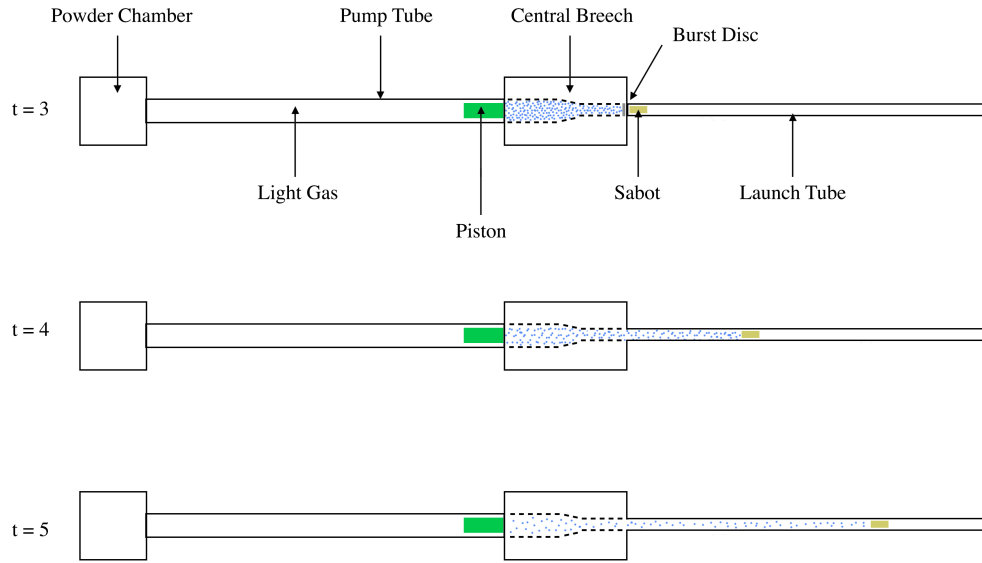 Powder Chamber
Pump Tube
Central Breech
Burst Disc
t = 3
Light Gas
Sabot
Launch Tube
Piston
t = 4
t = 5